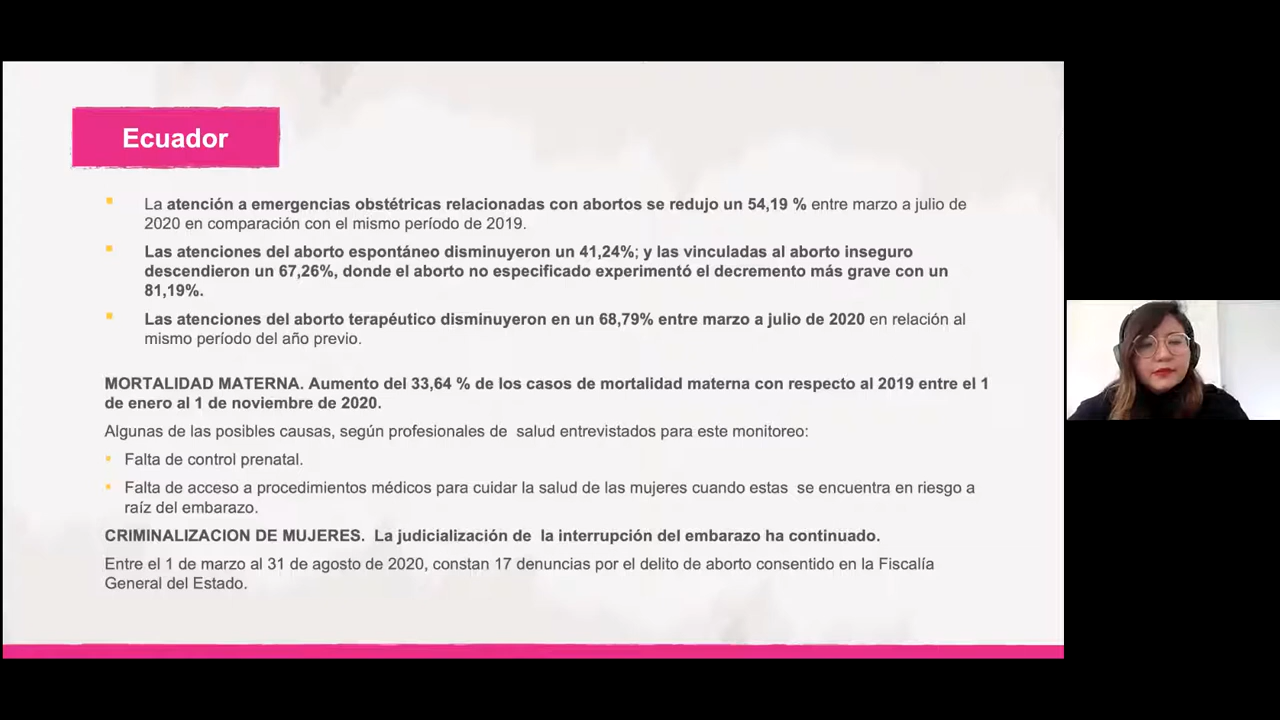 Ecuador
La atención a emergencias obstétricas relacionadas con abortos se redujo un 54,19 % entre marzo a julio de
2020 en comparación con el mismo período de 2019.
Las atenciones del aborto espontáneo disminuyeron un 41,24%; y las vinculadas al aborto inseguro
descendieron un 67,26%, donde el aborto no especificado experimentó el decremento más grave con un
81,19%.
Las atenciones del aborto terapéutico disminuyeron en un 68,79% entre marzo a julio de 2020 en relación al
mismo período del año previo.
MORTALIDAD MATERNA. Aumento del 33,64 % de los casos de mortalidad materna con respecto al 2019 entre el 1
de enero al 1 de noviembre de 2020.
Algunas de las posibles causas, según profesionales de salud entrevistados para este monitoreo:
Falta de control prenatal.
Falta de acceso a procedimientos médicos para cuidar la salud de las mujeres cuando estas se encuentra en riesgo a
raíz del embarazo.
CRIMINALIZACION DE MUJERES. La judicialización de la interrupción del embarazo ha continuado.
Entre el 1 de marzo al 31 de agosto de 2020, constan 17 denuncias por el delito de aborto consentido en la Fiscalía
General del Estado.